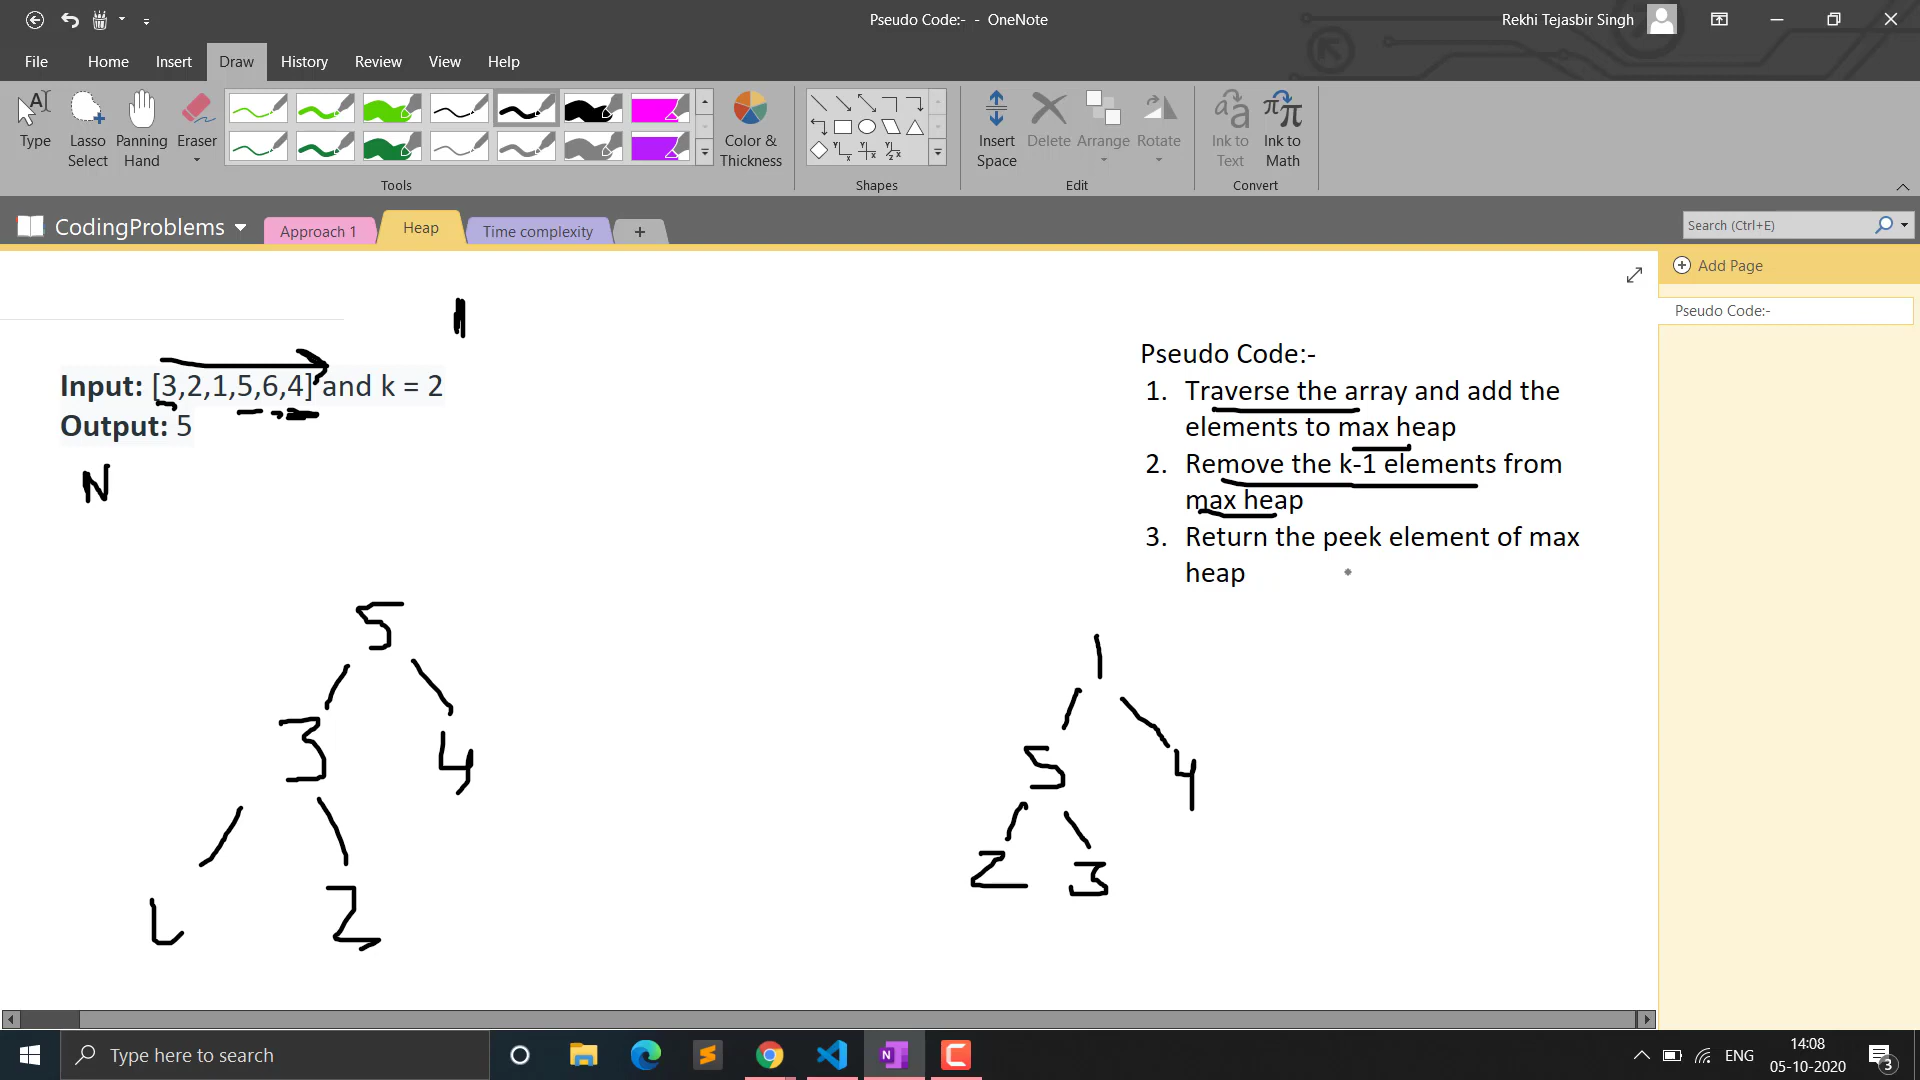 Pseudo Code:- - OneNote
Rekhi Tejasbir Singh
File Home Insert Draw History Review View Help
Type
Lasso Select
Panning Hand
Eraser
Color & Thickness
Insert Space
Delete
Arrange
Rotate
Ink to Text
Ink to Math
Tools
Shapes
Edit
Convert
CodingProblems
Approach 1
Heap
Time complexity
+
Search (Ctrl+E)
Add Page
Pseudo Code:-
Input: [3,2,1,5,6,4] and k = 2
Output: 5
N
Pseudo Code:-
1. Traverse the array and add the
elements to max heap
2. Remove the k-1 elements from
max heap
3. Return the peek element of max
heap
5
3 4
2
1
5 4
2 3
Type here to search
ENG
14:08
05-10-2020
3